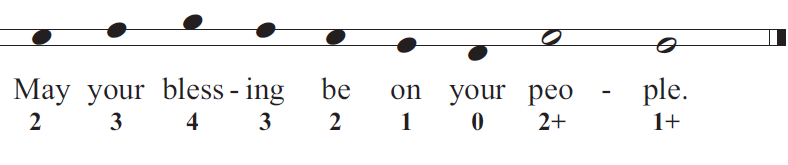 May your bless - ing be on your peo - ple.
2 3 4 3 2 1 0 2+ 1+